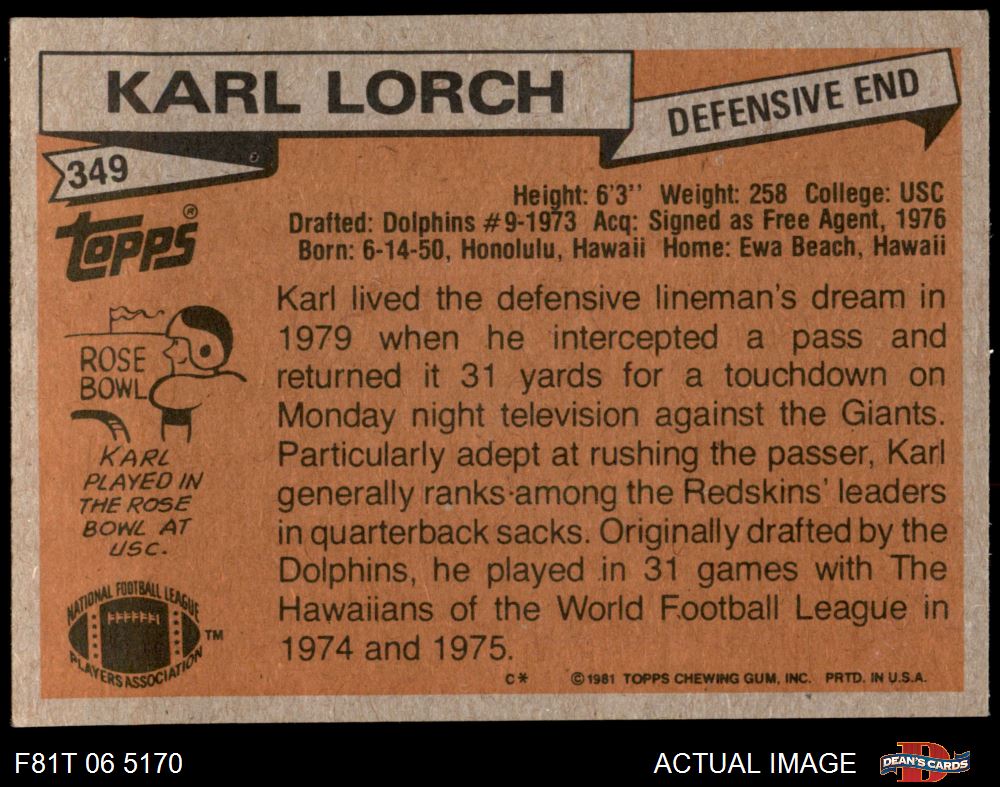 KARL LORCH
DEFENSIVE END
349
TOPPS®
Height: 6'3'' Weight: 258 College: USC
Drafted: Dolphins #9-1973 Acq: Signed as Free Agent, 1976
Born: 6-14-50, Honolulu, Hawaii Home: Ewa Beach, Hawaii
ROSE
BOWL
KARL
PLAYED IN
THE ROSE
BOWL AT
USC.
Karl lived the defensive lineman's dream in
1979 when he intercepted a pass and
returned it 31 yards for a touchdown on
Monday night television against the Giants.
Particularly adept at rushing the passer, Karl
generally ranks among the Redskins' leaders
in quarterback sacks. Originally drafted by the
Dolphins, he played in 31 games with The
Hawaiians of the World Football League in
1974 and 1975.
NATIONAL FOOTBALL LEAGUE
PLAYERS ASSOCIATION
TM
C* ©1981 TOPPS CHEWING GUM, INC. PRTD. IN U.S.A.
F81T 06 5170
ACTUAL IMAGE
D
DEAN'S CARDS